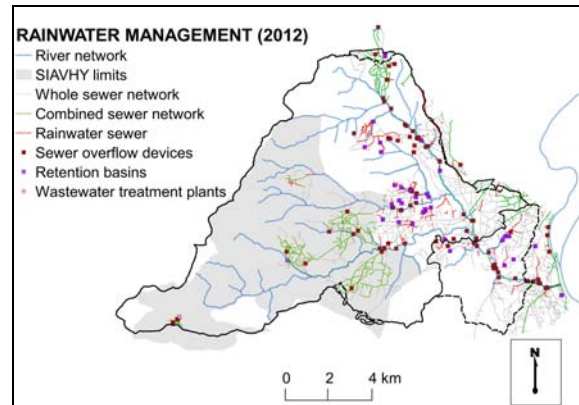 RAINWATER MANAGEMENT (2012)
River network
SIAVHY limits
Whole sewer network
Combined sewer network
Rainwater sewer
Sewer overflow devices
Retention basins
Wastewater treatment plants
0 2 4 km
N